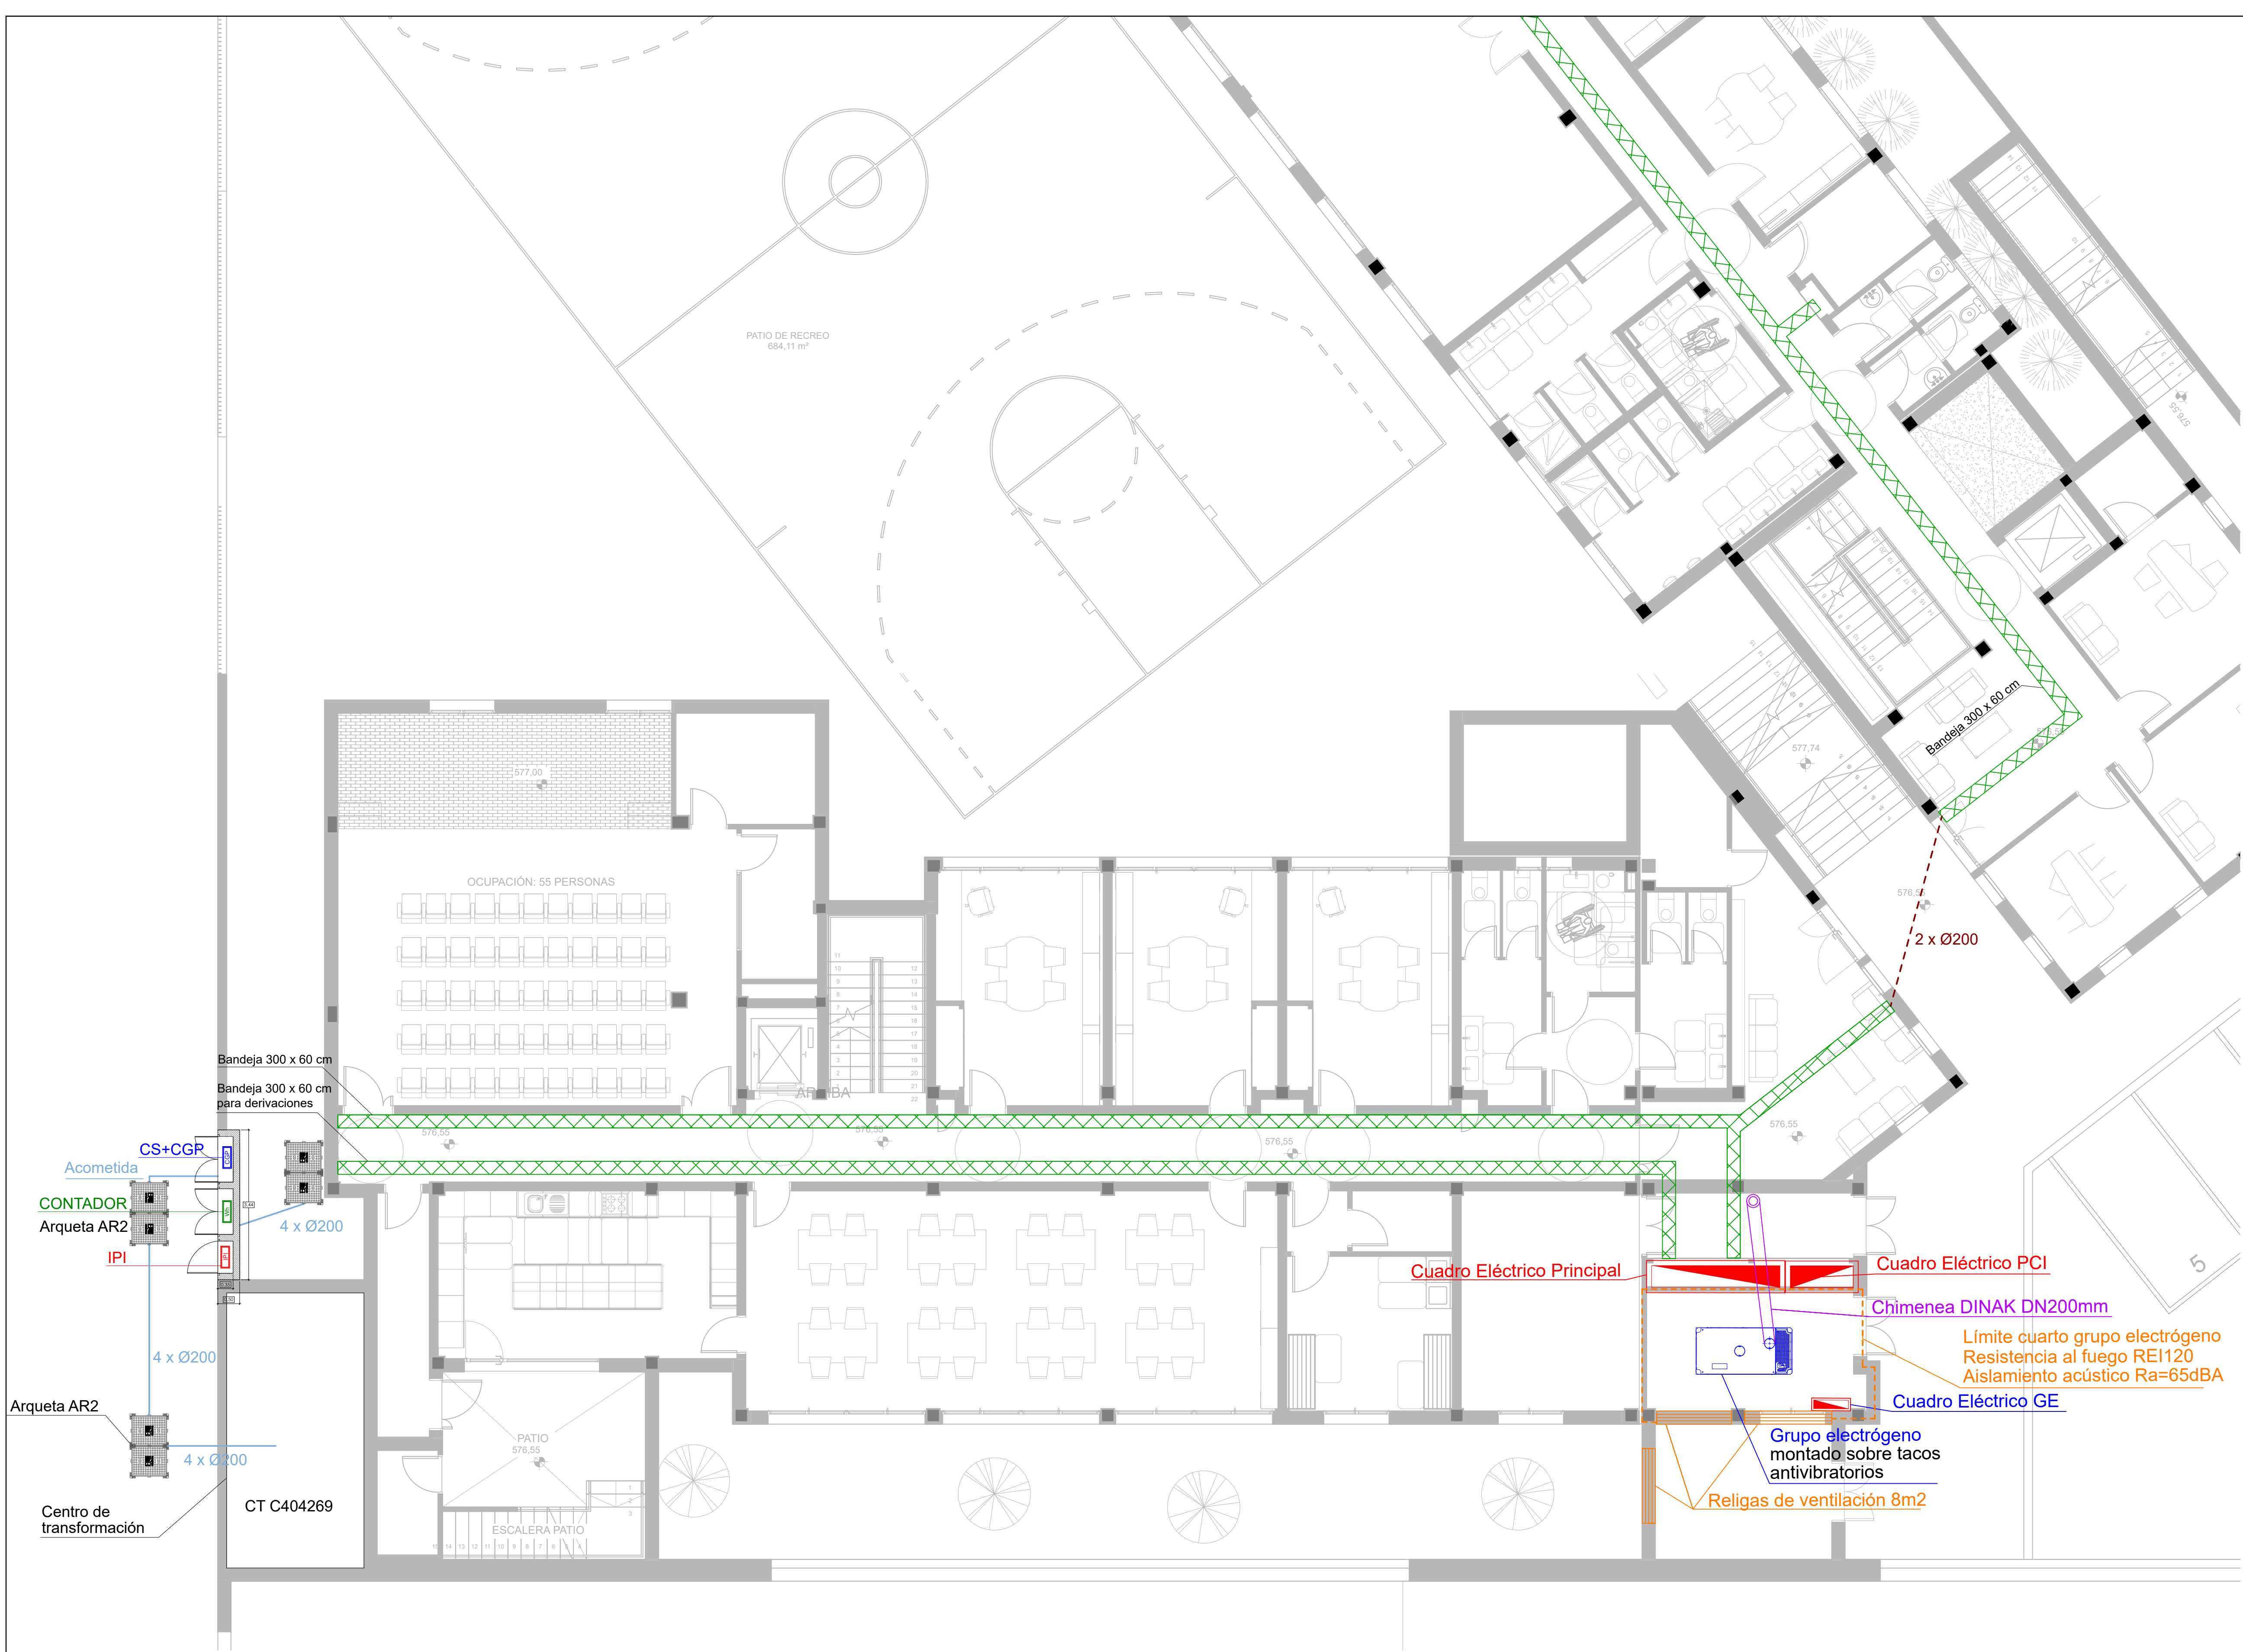 PATIO DE RECREO
684,11 m²
576,55
577,00
OCUPACIÓN: 55 PERSONAS
577,74
Bandeja 300 x 60 cm
576,55
2 x Ø200
Bandeja 300 x 60 cm
Bandeja 300 x 60 cm
para derivaciones
ARRIBA
576,55
576,55
576,55
576,55
CS+CGP
CGP
Acometida
CONTADOR
Wh
Arqueta AR2
IPI
IPI
4 x Ø200
4 x Ø200
Arqueta AR2
4 x Ø200
Centro de
transformación
CT C404269
PATIO
576,55
ESCALERA PATIO
Cuadro Eléctrico Principal
Cuadro Eléctrico PCI
Chimenea DINAK DN200mm
Límite cuarto grupo electrógeno
Resistencia al fuego REI120
Aislamiento acústico Ra=65dBA
Cuadro Eléctrico GE
Grupo electrógeno
montado sobre tacos
antivibratorios
Religas de ventilación 8m2
5